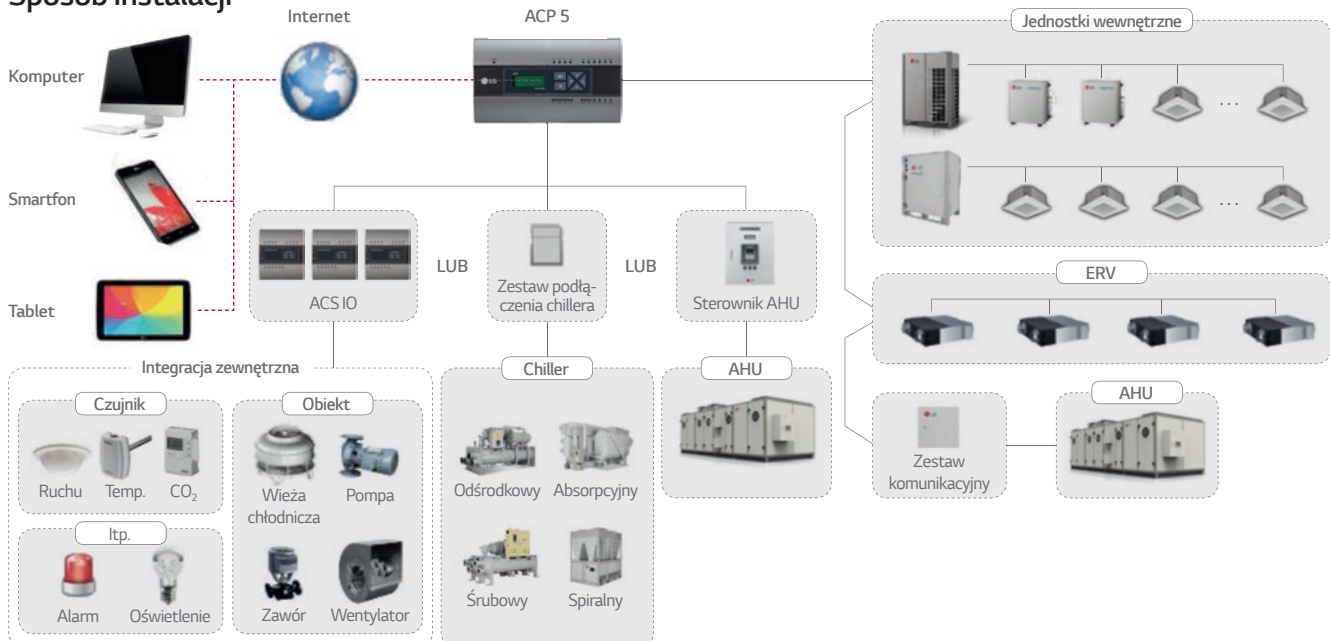 Sposób instalacji
Internet
ACP 5
Jednostki wewnętrzne
Komputer
Smartfon
Tablet
LG
ACS IO
LUB
Zestaw podłą-
czenia chillera
LUB
Sterownik AHU
ERV
Integracja zewnętrzna
Czujnik
Ruchu
Temp.
CO₂
Itp.
Alarm
Oświetlenie
Obiekt
Wieża
chłodnicza
Pompa
Zawór
Wentylator
Chiller
Odśrodkowy
Absorpcyjny
Śrubowy
Spiralny
AHU
Zestaw
komunikacyjny
AHU